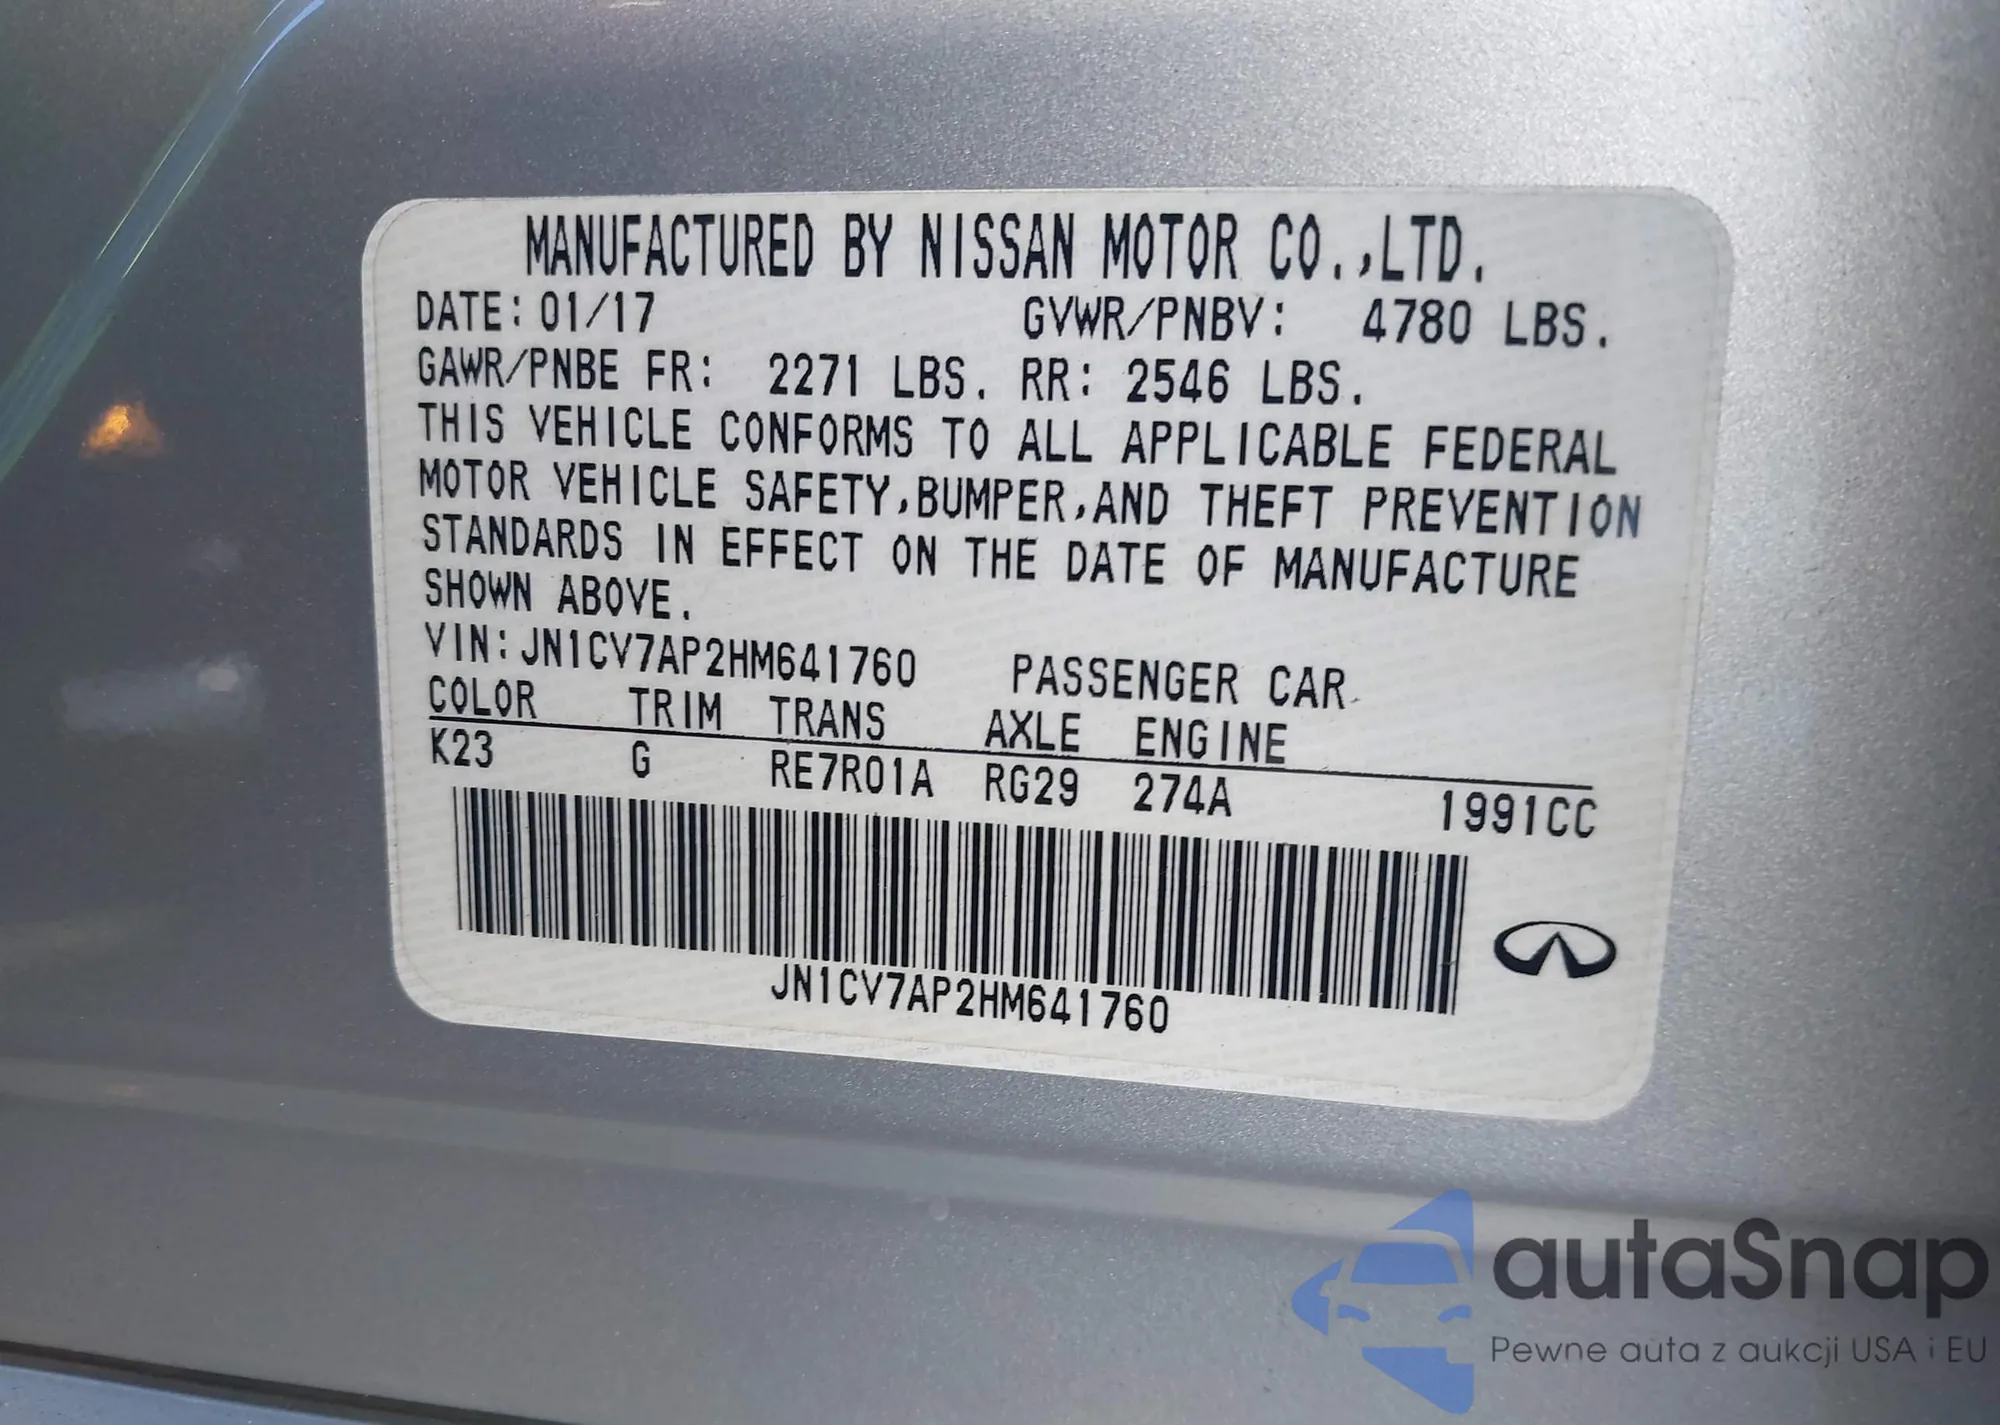 MANUFACTURED BY NISSAN MOTOR CO.,LTD.
DATE: 01/17 GVWR/PNBV: 4780 LBS.
GAWR/PNBE FR: 2271 LBS. RR: 2546 LBS.
THIS VEHICLE CONFORMS TO ALL APPLICABLE FEDERAL
MOTOR VEHICLE SAFETY,BUMPER,AND THEFT PREVENTION
STANDARDS IN EFFECT ON THE DATE OF MANUFACTURE
SHOWN ABOVE.
VIN:JN1CV7AP2HM641760 PASSENGER CAR
COLOR TRIM TRANS AXLE ENGINE
K23 G RE7R01A RG29 274A 1991CC
JN1CV7AP2HM641760
autaSnap
Pewne auta z aukcji USA i EU